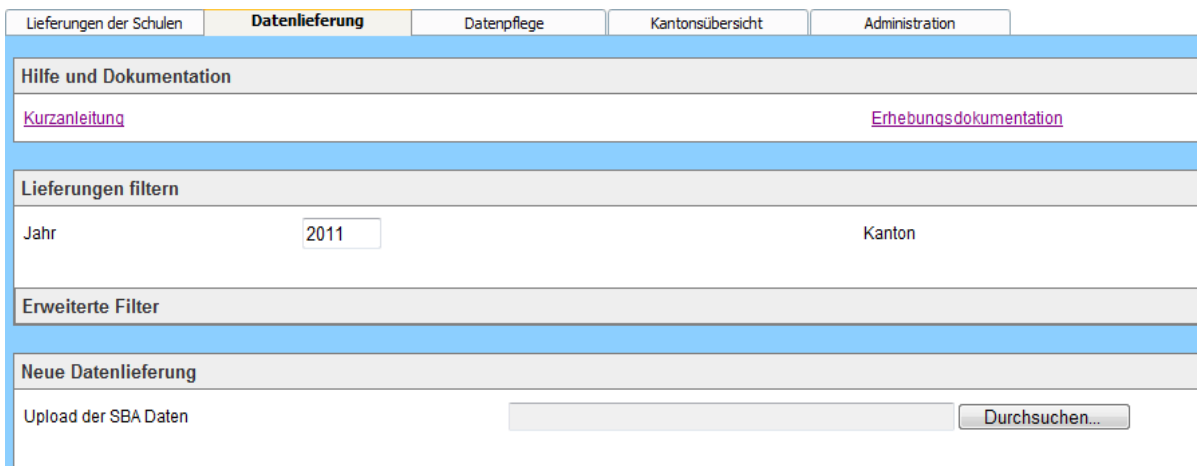 Lieferungen der Schulen Datenlieferung Datenpflege Kantonsübersicht Administration
Hilfe und Dokumentation
Kurzanleitung Erhebungsdokumentation
Lieferungen filtern
Jahr 2011 Kanton
Erweiterte Filter
Neue Datenlieferung
Upload der SBA Daten Durchsuchen...